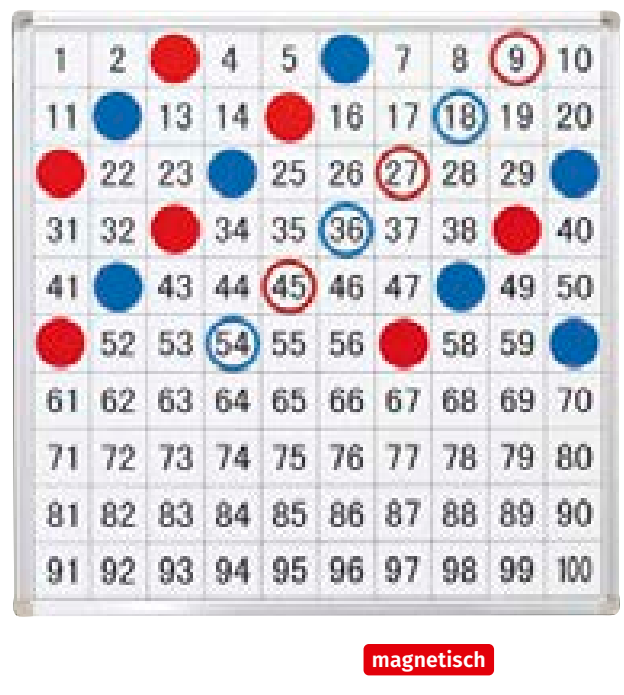 1 2 4 5 7 8 9 10
11 13 14 16 17 18 19 20
22 23 25 26 27 28 29
31 32 34 35 36 37 38 40
41 43 44 45 46 47 49 50
52 53 54 55 56 58 59
61 62 63 64 65 66 67 68 69 70
71 72 73 74 75 76 77 78 79 80
81 82 83 84 85 86 87 88 89 90
91 92 93 94 95 96 97 98 99 100
magnetisch